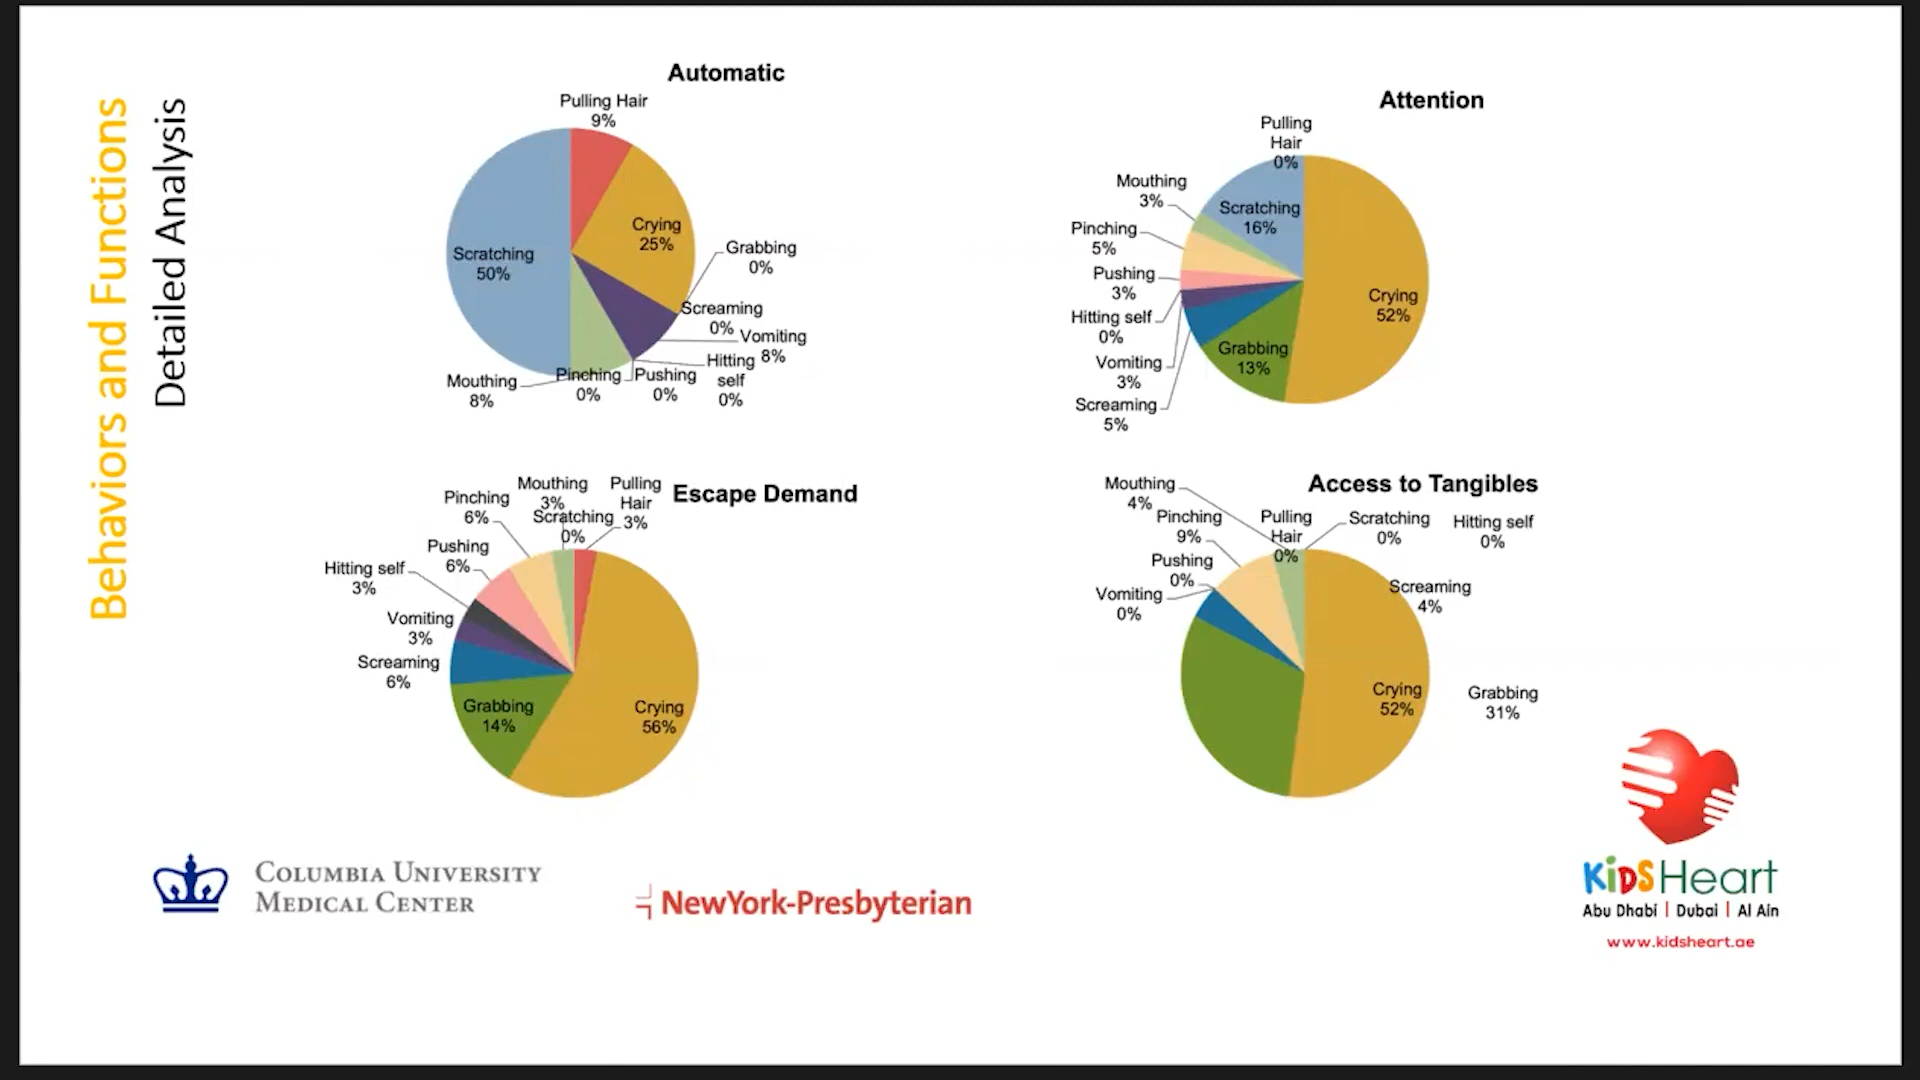 Behaviors and Functions
Detailed Analysis
Automatic
Pulling Hair
9%
Crying
25%
Grabbing
0%
Screaming
0%
Vomiting
8%
Hitting
self
0%
Pushing
0%
Pinching
0%
Mouthing
8%
Scratching
50%
Attention
Pulling
Hair
0%
Mouthing
3%
Scratching
16%
Pinching
5%
Pushing
3%
Hitting self
0%
Vomiting
3%
Screaming
5%
Grabbing
13%
Crying
52%
Escape Demand
Mouthing
3%
Pulling
Hair
3%
Scratching
0%
Pinching
6%
Pushing
6%
Hitting self
3%
Vomiting
3%
Screaming
6%
Grabbing
14%
Crying
56%
Access to Tangibles
Mouthing
4%
Pinching
9%
Pulling
Hair
0%
Scratching
0%
Hitting self
0%
Pushing
0%
Vomiting
0%
Screaming
4%
Crying
52%
Grabbing
31%
COLUMBIA UNIVERSITY
MEDICAL CENTER
NewYork-Presbyterian
KiDS Heart
Abu Dhabi | Dubai | Al Ain
www.kidsheart.ae